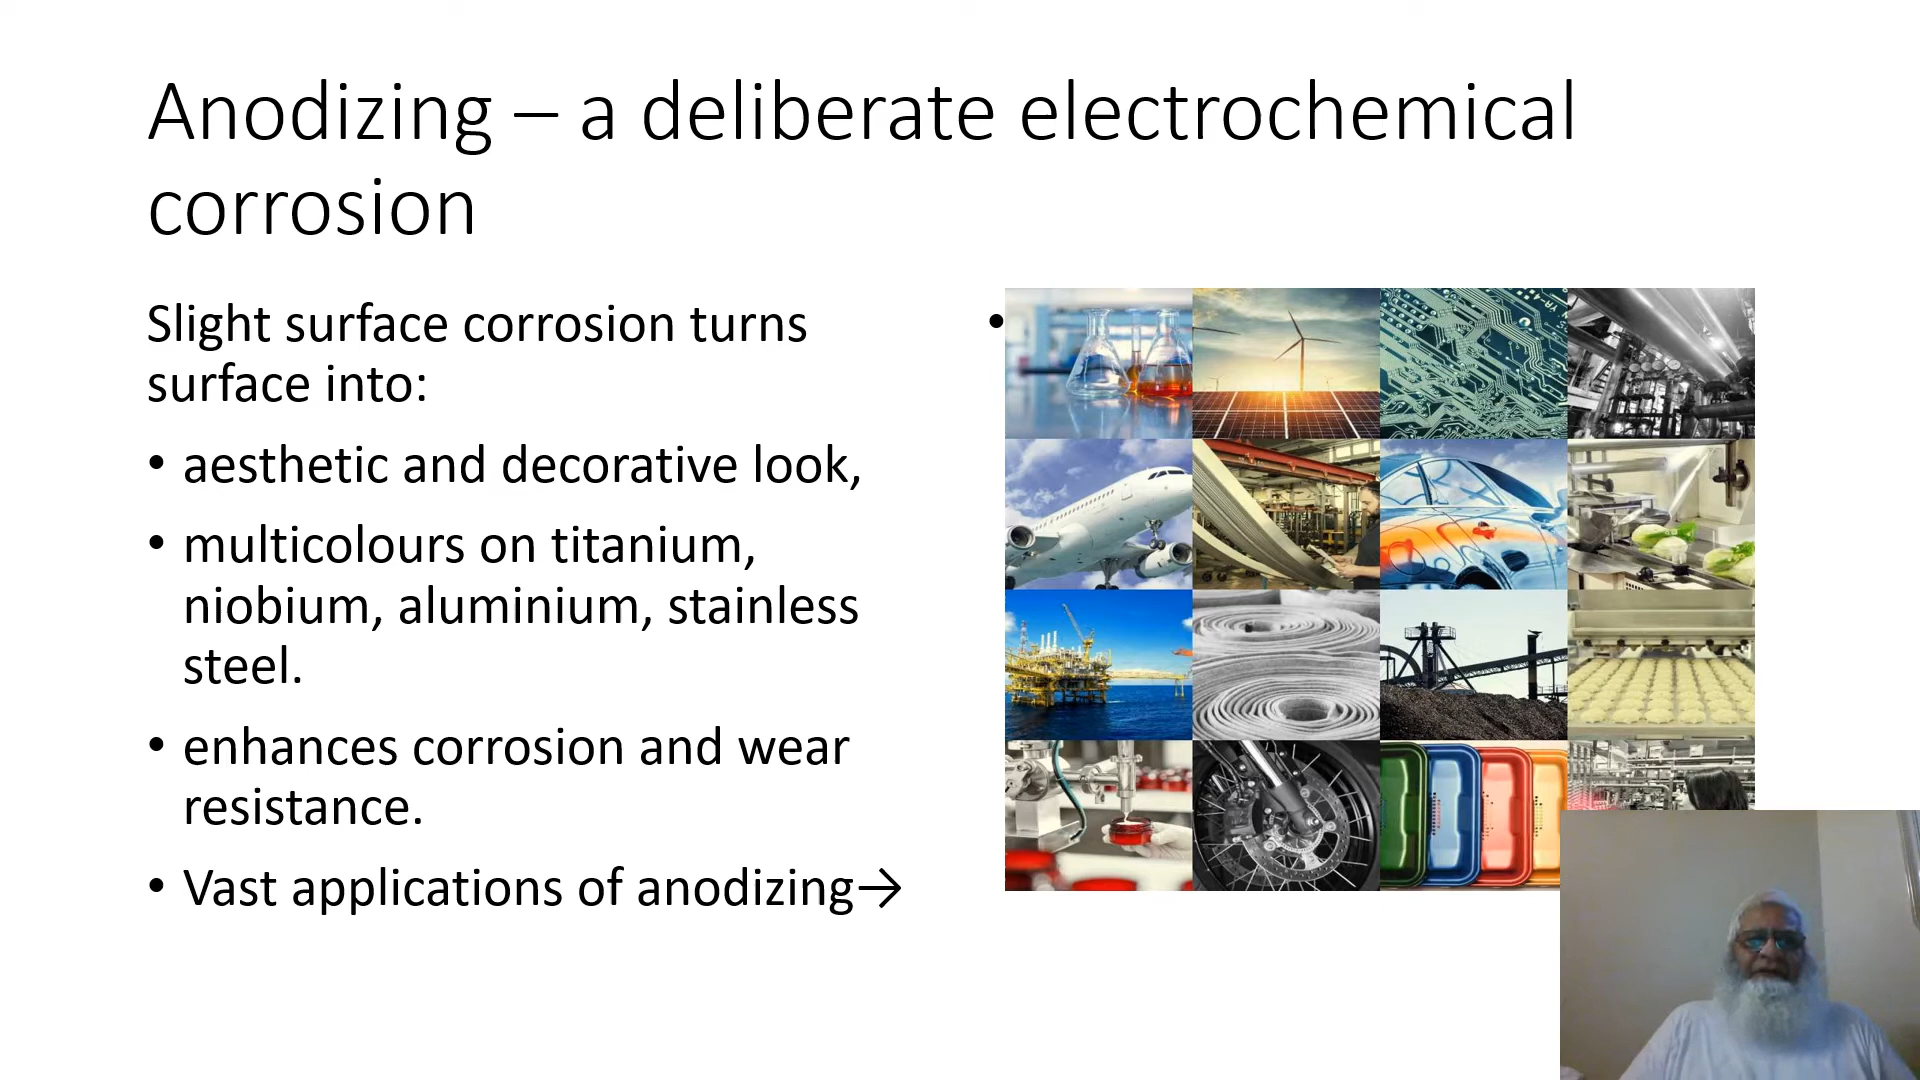 Anodizing – a deliberate electrochemical
corrosion
Slight surface corrosion turns
surface into:
• aesthetic and decorative look,
• multicolours on titanium,
niobium, aluminium, stainless
steel.
• enhances corrosion and wear
resistance.
• Vast applications of anodizing→
•